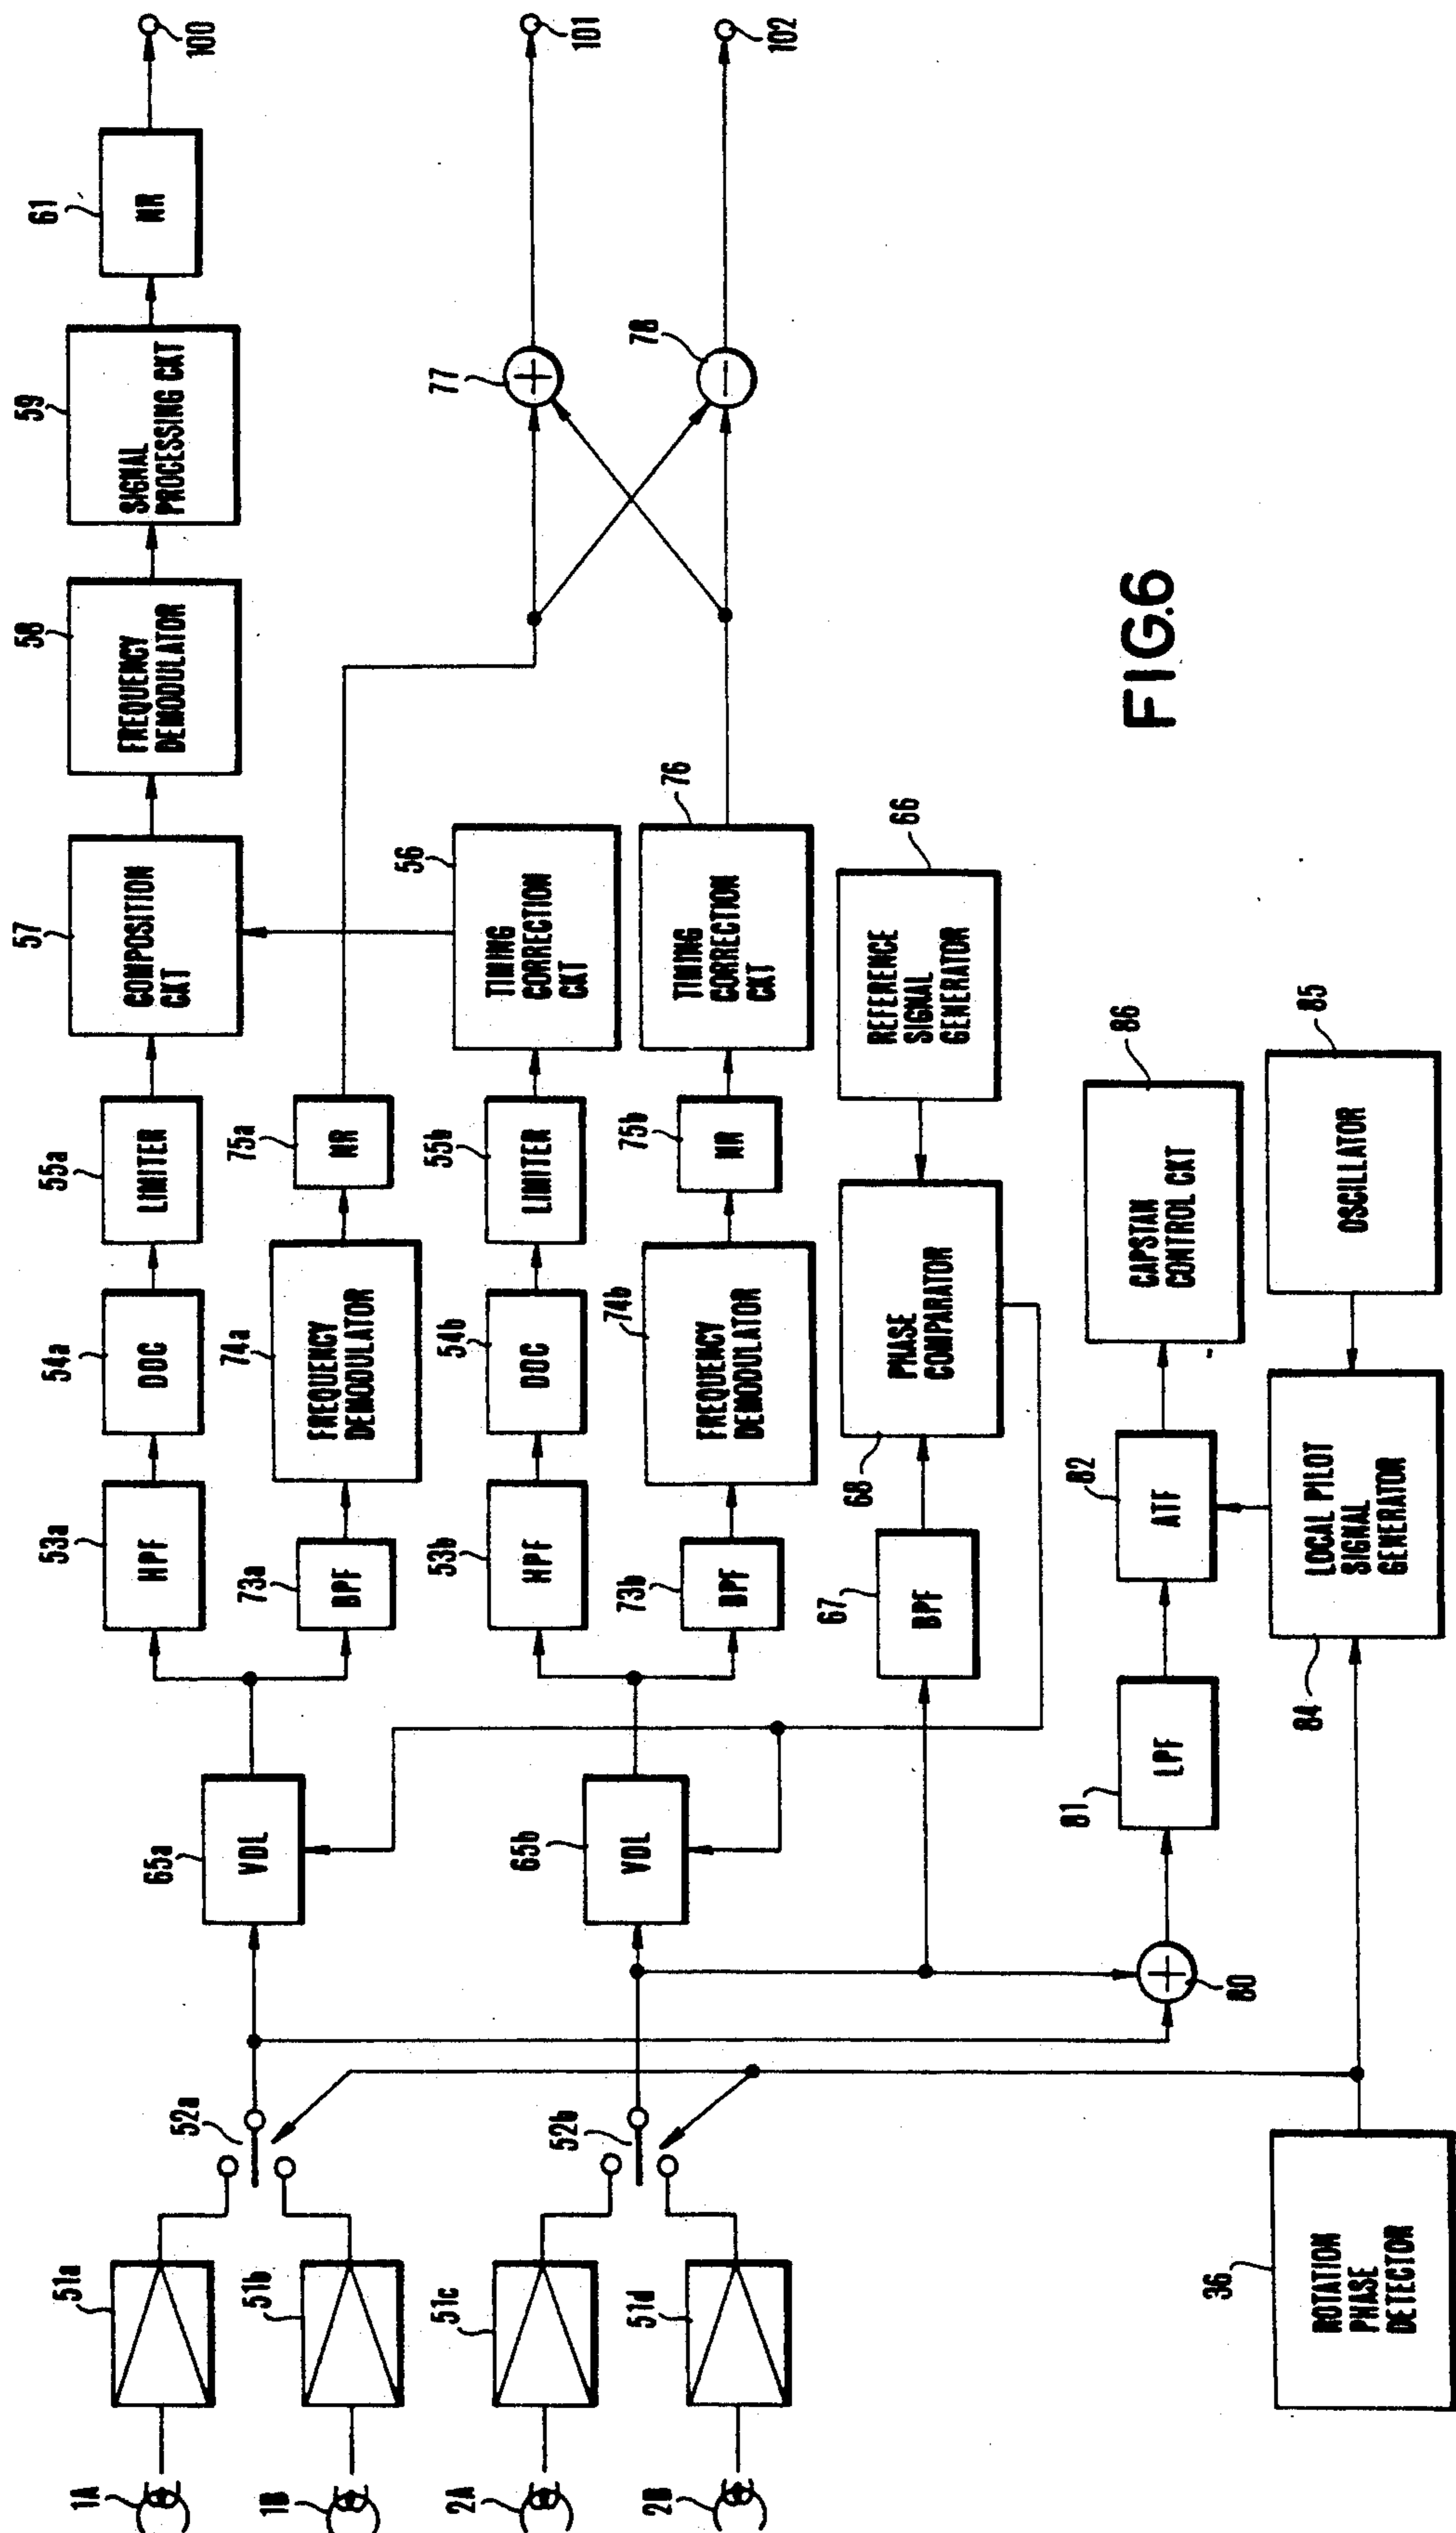 1A
51a
1B
51b
2A
51c
2B
51d
52a
52b
36
ROTATION
PHASE
DETECTOR
65a
VDL
65b
VDL
80
81
LPF
82
ATF
84
LOCAL PILOT
SIGNAL
GENERATOR
85
OSCILLATOR
86
CAPSTAN
CONTROL CKT
53a
HPF
54a
DOC
55a
LIMITER
57
COMPOSITION
CKT
58
FREQUENCY
DEMODULATOR
59
SIGNAL
PROCESSING CKT
61
NR
100
73a
BPF
74a
FREQUENCY
DEMODULATOR
75a
NR
53b
HPF
54b
DOC
55b
LIMITER
56
TIMING
CORRECTION
CKT
73b
BPF
74b
FREQUENCY
DEMODULATOR
75b
NR
76
TIMING
CORRECTION
CKT
77
101
78
102
67
BPF
68
PHASE
COMPARATOR
66
REFERENCE
SIGNAL
GENERATOR
FIG.6